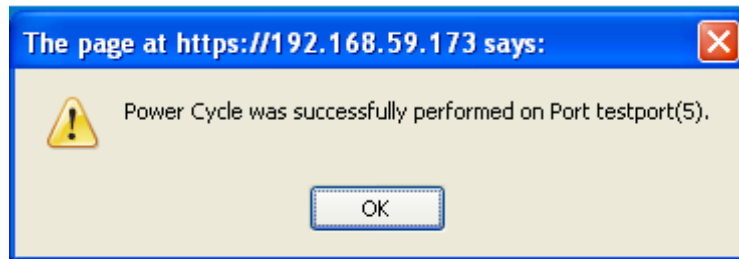 The page at https://192.168.59.173 says:
Power Cycle was successfully performed on Port testport(5).
OK